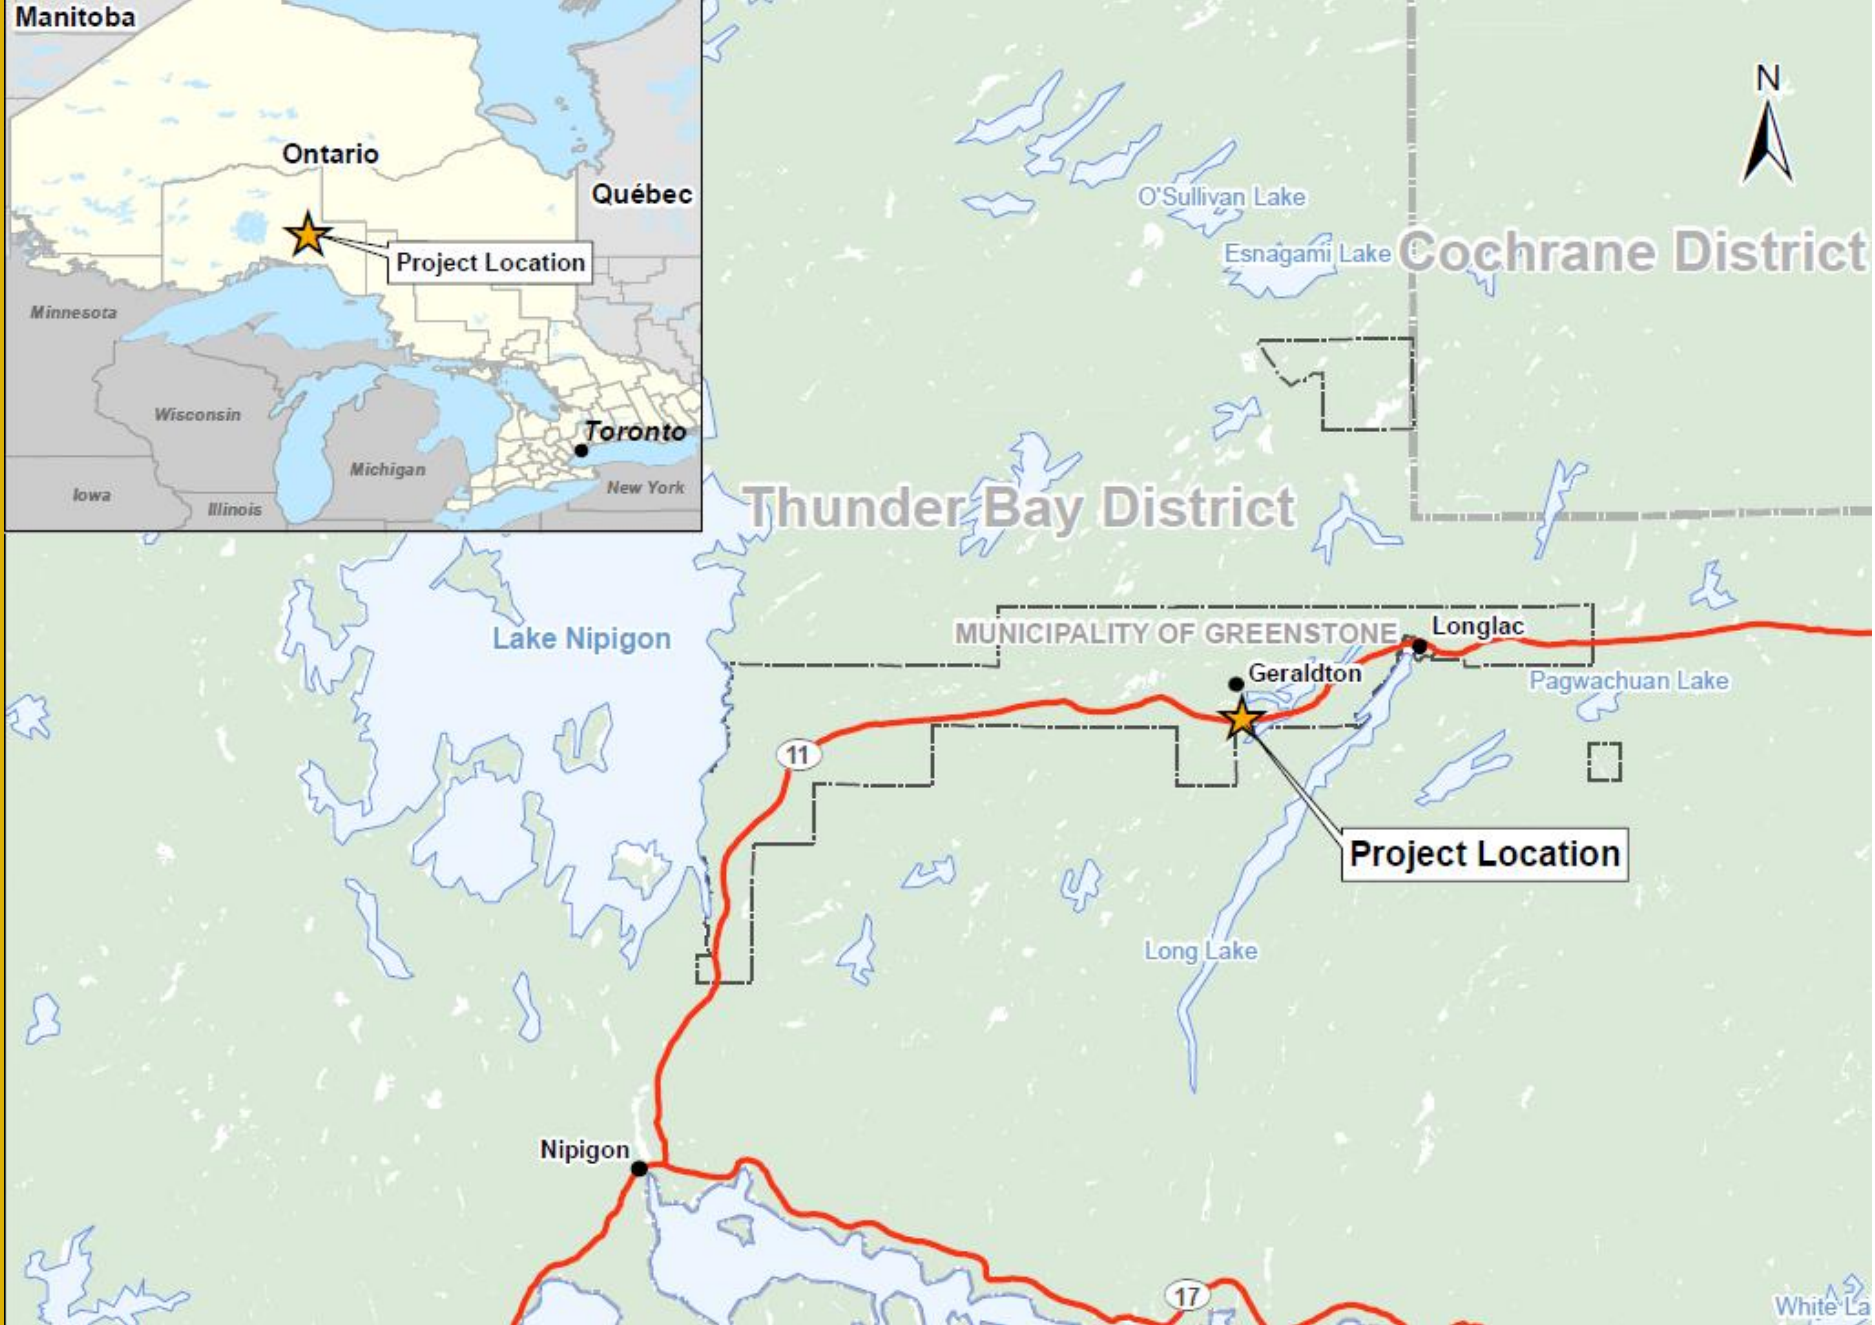 Manitoba
Ontario
Québec
Project Location
Minnesota
Wisconsin
Toronto
Michigan
New York
Iowa
Illinois
N
O'Sullivan Lake
Esnagami Lake
Cochrane District
Thunder Bay District
Lake Nipigon
MUNICIPALITY OF GREENSTONE
Longlac
Geraldton
Pagwachuan Lake
11
Project Location
Long Lake
Nipigon
17
White La